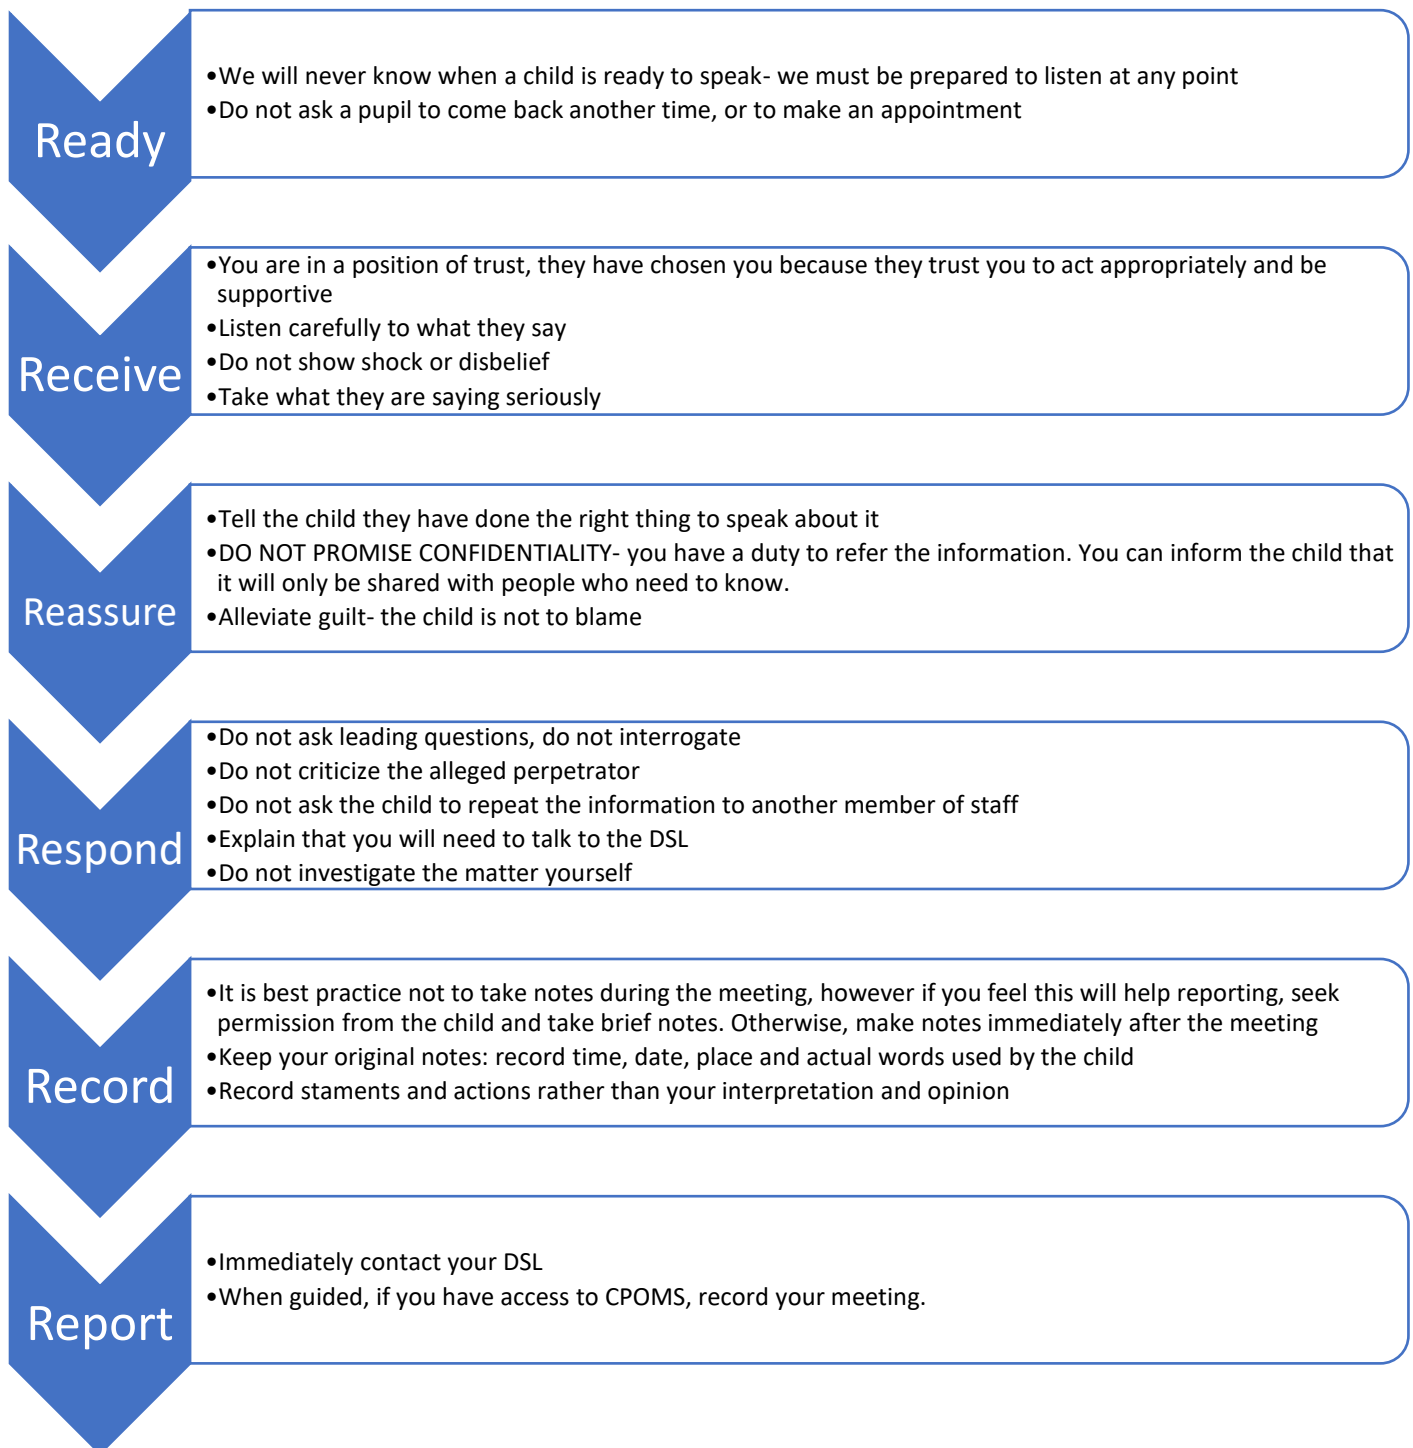 Ready
•We will never know when a child is ready to speak- we must be prepared to listen at any point
•Do not ask a pupil to come back another time, or to make an appointment
Receive
•You are in a position of trust, they have chosen you because they trust you to act appropriately and be
supportive
•Listen carefully to what they say
•Do not show shock or disbelief
•Take what they are saying seriously
Reassure
•Tell the child they have done the right thing to speak about it
•DO NOT PROMISE CONFIDENTIALITY- you have a duty to refer the information. You can inform the child that
it will only be shared with people who need to know.
•Alleviate guilt- the child is not to blame
Respond
•Do not ask leading questions, do not interrogate
•Do not criticize the alleged perpetrator
•Do not ask the child to repeat the information to another member of staff
•Explain that you will need to talk to the DSL
•Do not investigate the matter yourself
Record
•It is best practice not to take notes during the meeting, however if you feel this will help reporting, seek
permission from the child and take brief notes. Otherwise, make notes immediately after the meeting
•Keep your original notes: record time, date, place and actual words used by the child
•Record staments and actions rather than your interpretation and opinion
Report
•Immediately contact your DSL
•When guided, if you have access to CPOMS, record your meeting.